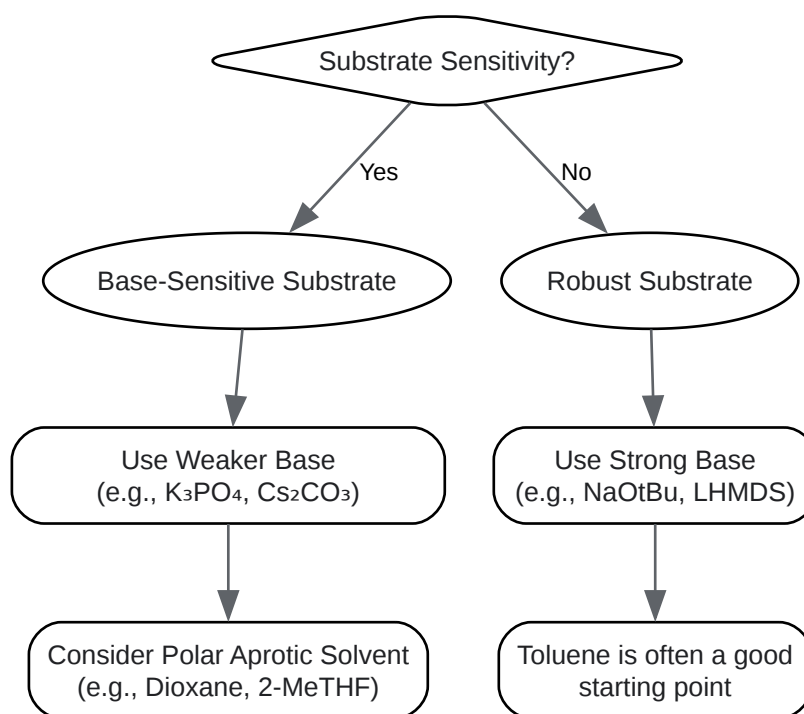 Substrate Sensitivity?
Yes
No
Base-Sensitive Substrate
Robust Substrate
Use Weaker Base
(e.g., K₃PO₄, Cs₂CO₃)
Use Strong Base
(e.g., NaOtBu, LHMDS)
Consider Polar Aprotic Solvent
(e.g., Dioxane, 2-MeTHF)
Toluene is often a good
starting point